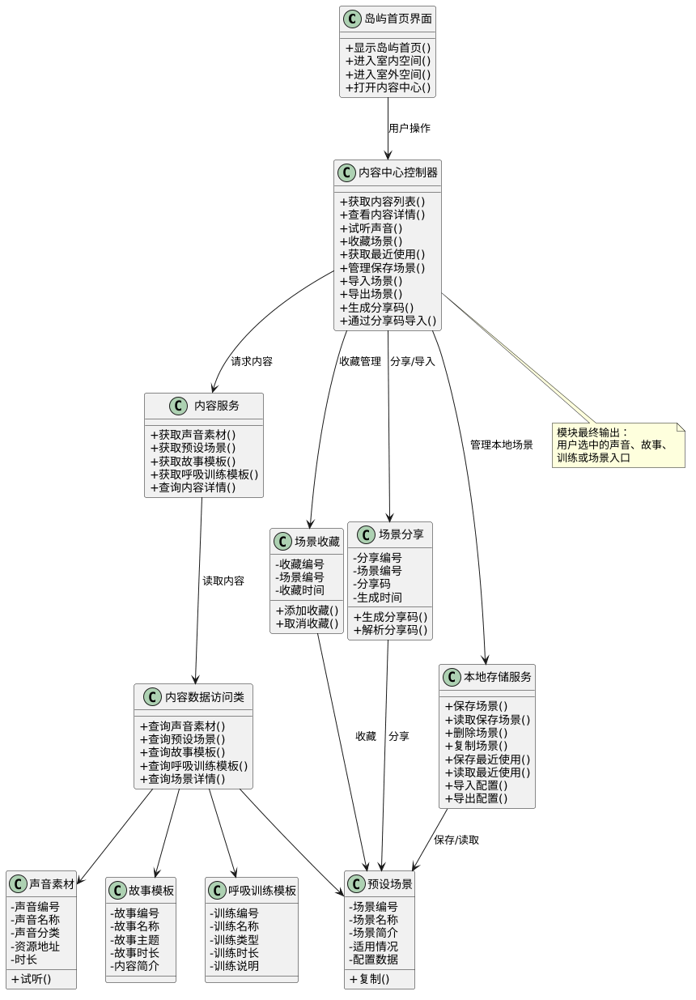 C 岛屿首页界面
+显示岛屿首页()
+进入室内空间()
+进入室外空间()
+打开内容中心()
用户操作
C 内容中心控制器
+获取内容列表()
+查看内容详情()
+试听声音()
+收藏场景()
+获取最近使用()
+管理保存场景()
+导入场景()
+导出场景()
+生成分享码()
+通过分享码导入()
请求内容
收藏管理
分享/导入
管理本地场景
模块最终输出：
用户选中的声音、故事、
训练或场景入口
C 内容服务
+获取声音素材()
+获取预设场景()
+获取故事模板()
+获取呼吸训练模板()
+查询内容详情()
读取内容
C 场景收藏
-收藏编号
-场景编号
-收藏时间
+添加收藏()
+取消收藏()
C 场景分享
-分享编号
-场景编号
-分享码
-生成时间
+生成分享码()
+解析分享码()
C 本地存储服务
+保存场景()
+读取保存场景()
+删除场景()
+复制场景()
+保存最近使用()
+读取最近使用()
+导入配置()
+导出配置()
C 内容数据访问类
+查询声音素材()
+查询预设场景()
+查询故事模板()
+查询呼吸训练模板()
+查询场景详情()
收藏
分享
保存/读取
C 声音素材
-声音编号
-声音名称
-声音分类
-资源地址
-时长
+试听()
C 故事模板
-故事编号
-故事名称
-故事主题
-故事时长
-内容简介
C 呼吸训练模板
-训练编号
-训练名称
-训练类型
-训练时长
-训练说明
C 预设场景
-场景编号
-场景名称
-场景简介
-适用情况
-配置数据
+复制()